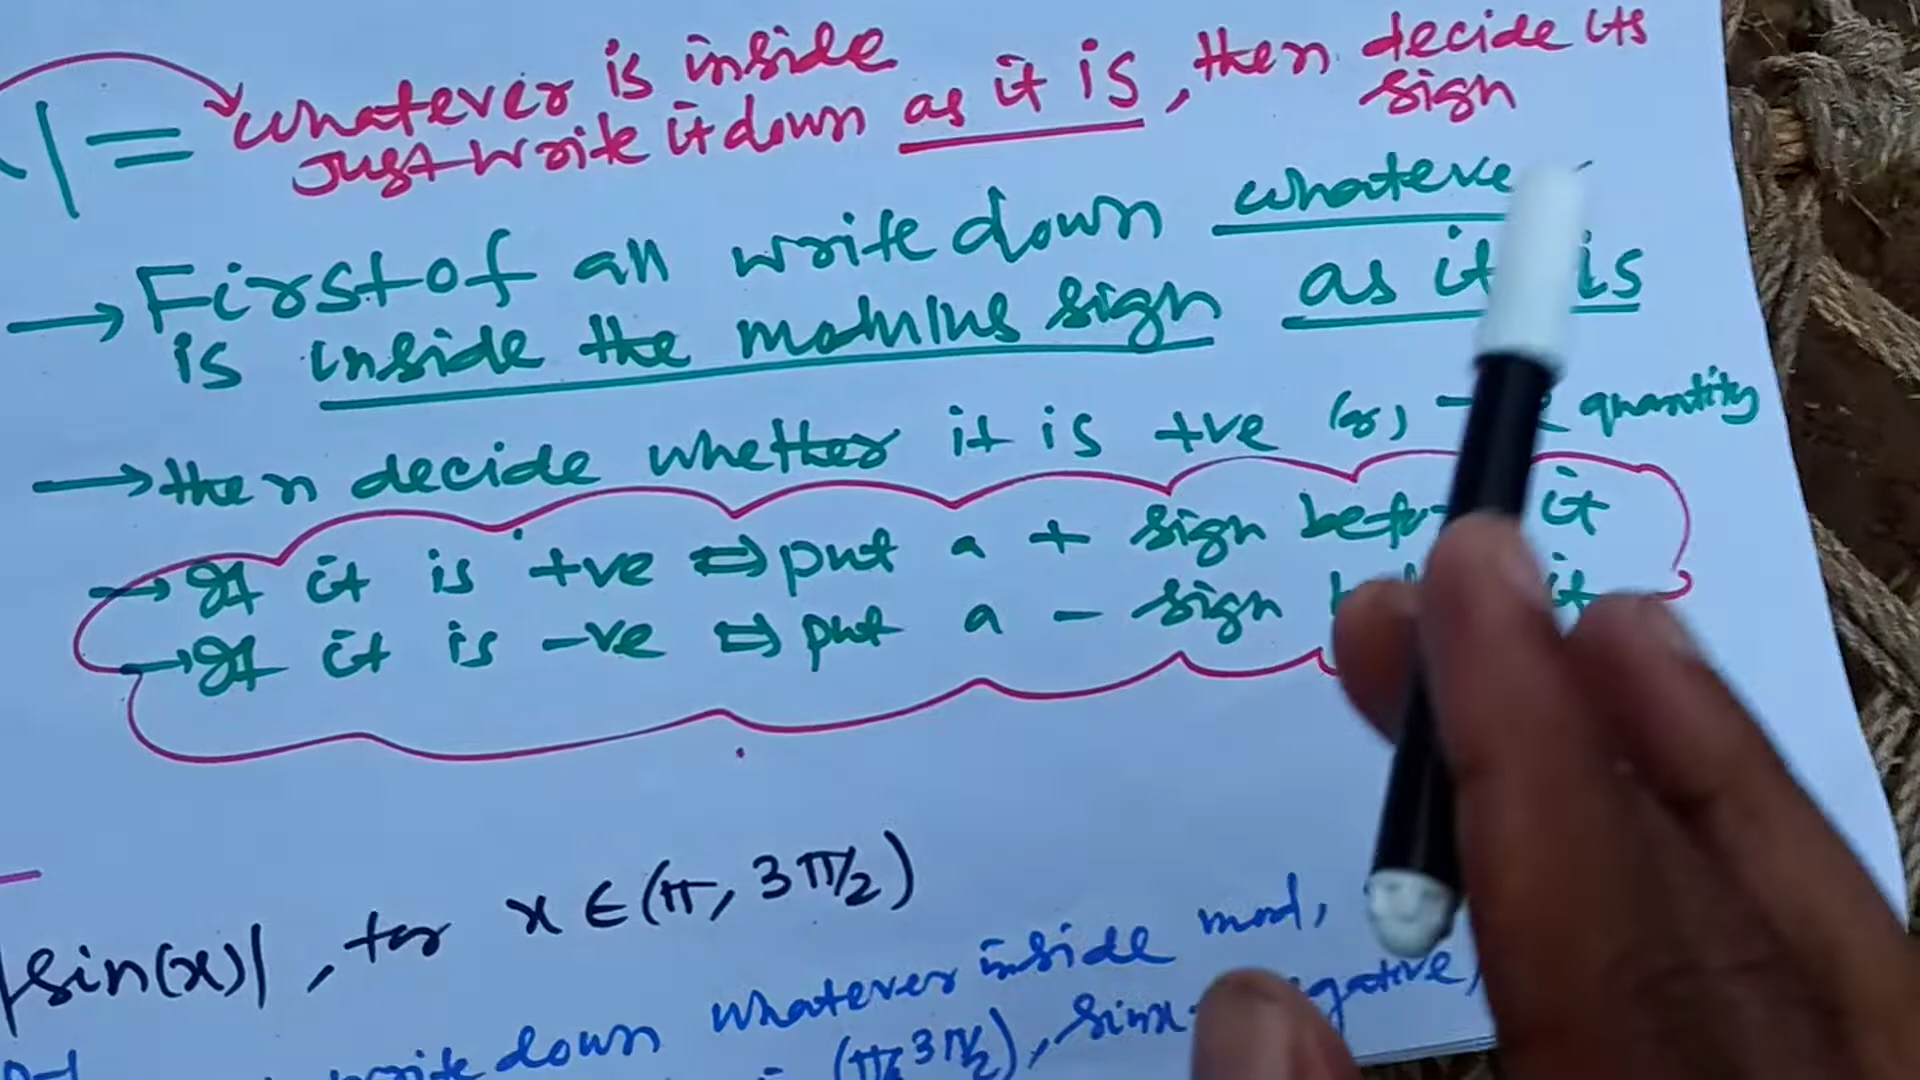 | = whatever is inside
Just write it down as it is, then decide its sign
→ First of all write down whateve
is inside the modulus sign as it is
→ then decide whether it is +ve (or) quantity
→ If it is +ve ⇒ put a + sign it
→ If it is -ve ⇒ put a - sign it
|sin(x)|, for x ∈ (π, 3π/2)
write down whatever inside mod,
(π, 3π/2), sinx